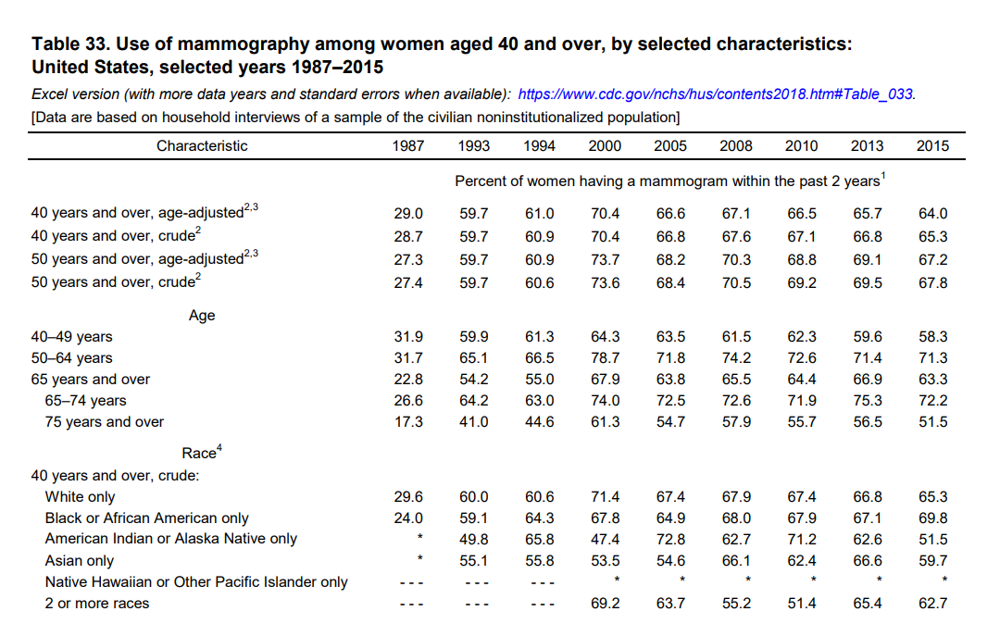 Table 33. Use of mammography among women aged 40 and over, by selected characteristics:
United States, selected years 1987–2015
Excel version (with more data years and standard errors when available): https://www.cdc.gov/nchs/hus/contents2018.htm#Table_033.
[Data are based on household interviews of a sample of the civilian noninstitutionalized population]
Characteristic 1987 1993 1994 2000 2005 2008 2010 2013 2015
Percent of women having a mammogram within the past 2 years1
40 years and over, age-adjusted2,3 29.0 59.7 61.0 70.4 66.6 67.1 66.5 65.7 64.0
40 years and over, crude2 28.7 59.7 60.9 70.4 66.8 67.6 67.1 66.8 65.3
50 years and over, age-adjusted2,3 27.3 59.7 60.9 73.7 68.2 70.3 68.8 69.1 67.2
50 years and over, crude2 27.4 59.7 60.6 73.6 68.4 70.5 69.2 69.5 67.8
Age
40–49 years 31.9 59.9 61.3 64.3 63.5 61.5 62.3 59.6 58.3
50–64 years 31.7 65.1 66.5 78.7 71.8 74.2 72.6 71.4 71.3
65 years and over 22.8 54.2 55.0 67.9 63.8 65.5 64.4 66.9 63.3
65–74 years 26.6 64.2 63.0 74.0 72.5 72.6 71.9 75.3 72.2
75 years and over 17.3 41.0 44.6 61.3 54.7 57.9 55.7 56.5 51.5
Race4
40 years and over, crude:
White only 29.6 60.0 60.6 71.4 67.4 67.9 67.4 66.8 65.3
Black or African American only 24.0 59.1 64.3 67.8 64.9 68.0 67.9 67.1 69.8
American Indian or Alaska Native only * 49.8 65.8 47.4 72.8 62.7 71.2 62.6 51.5
Asian only * 55.1 55.8 53.5 54.6 66.1 62.4 66.6 59.7
Native Hawaiian or Other Pacific Islander only - - - - - - - - - * * * * * *
2 or more races - - - - - - - - - 69.2 63.7 55.2 51.4 65.4 62.7